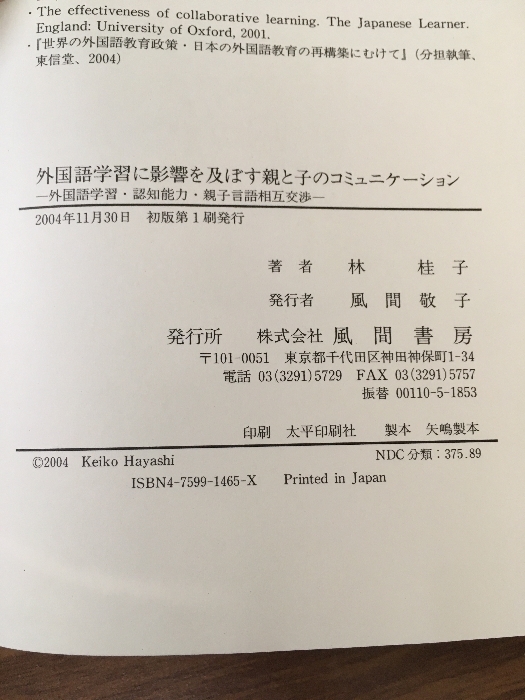 · The effectiveness of collaborative learning. The Japanese Learner.
England: University of Oxford, 2001.
・『世界の外国語教育政策・日本の外国語教育の再構築にむけて』(分担執筆、
東信堂、2004)
外国語学習に影響を及ぼす親と子のコミュニケーション
―外国語学習・認知能力・親子言語相互交渉―
2004年11月30日 初版第1刷発行
著者 林 桂子
発行者 風間敬子
発行所 株式会社 風間書房
〒101-0051 東京都千代田区神田神保町1-34
電話 03(3291)5729 FAX 03(3291)5757
振替 00110-5-1853
印刷 太平印刷社 製本 矢嶋製本
©2004 Keiko Hayashi NDC分類:375.89
ISBN4-7599-1465-X Printed in Japan